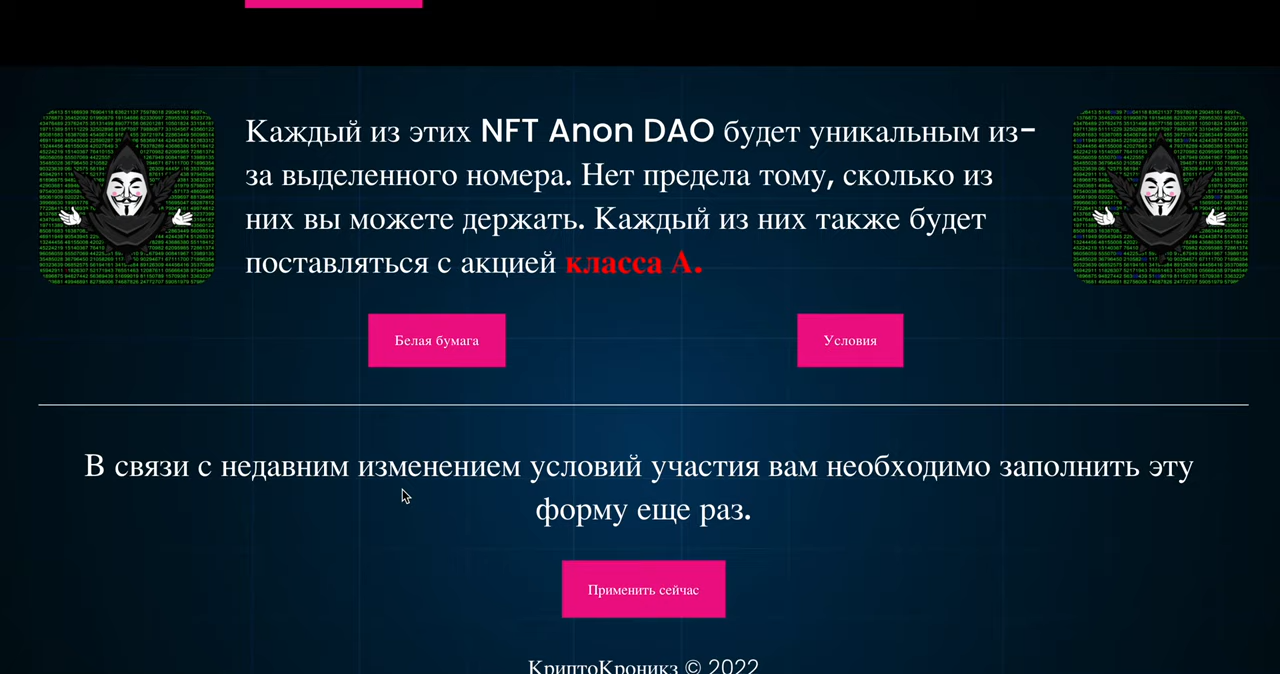 Каждый из этих NFT Anon DAO будет уникальным из-
за выделенного номера. Нет предела тому, сколько из
них вы можете держать. Каждый из них также будет
поставляться с акцией класса А.
Белая бумага
Условия
В связи с недавним изменением условий участия вам необходимо заполнить эту
форму еще раз.
Применить сейчас
КриптоКроникз © 2022